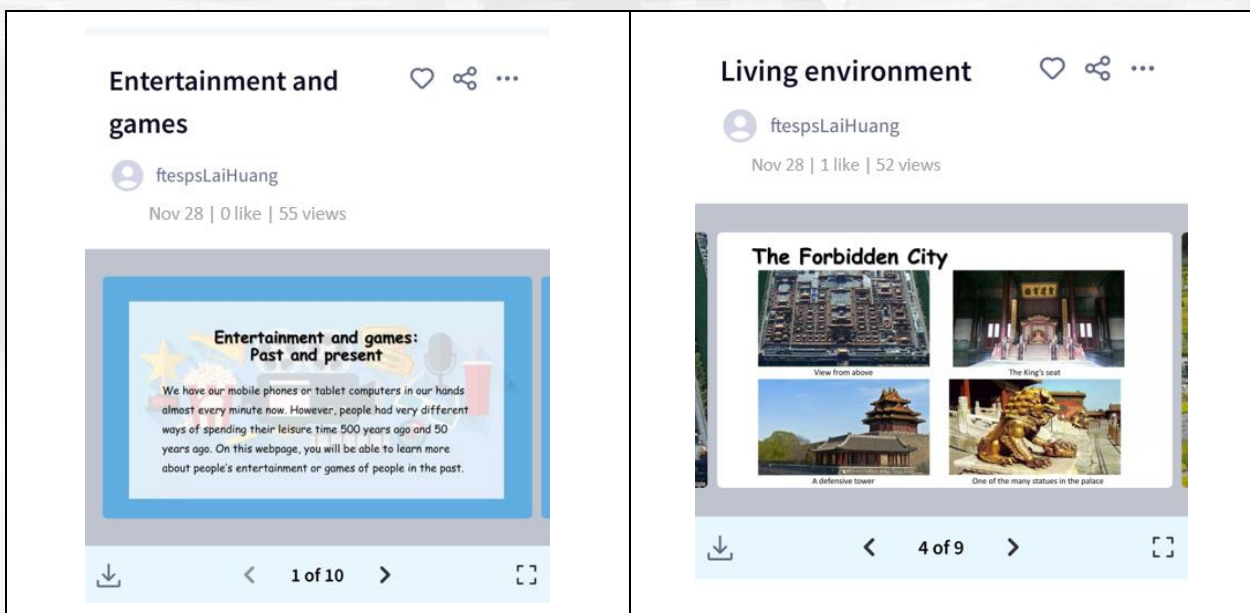 Entertainment and
games
ftespsLaiHuang
Nov 28 | 0 like | 55 views
Entertainment and games:
Past and present
We have our mobile phones or tablet computers in our hands
almost every minute now. However, people had very different
ways of spending their leisure time 500 years ago and 50
years ago. On this webpage, you will be able to learn more
about people's entertainment or games of people in the past.
1 of 10
Living environment
ftespsLaiHuang
Nov 28 | 1 like | 52 views
The Forbidden City
View from above
The King's seat
A defensive tower
One of the many statues in the palace
4 of 9